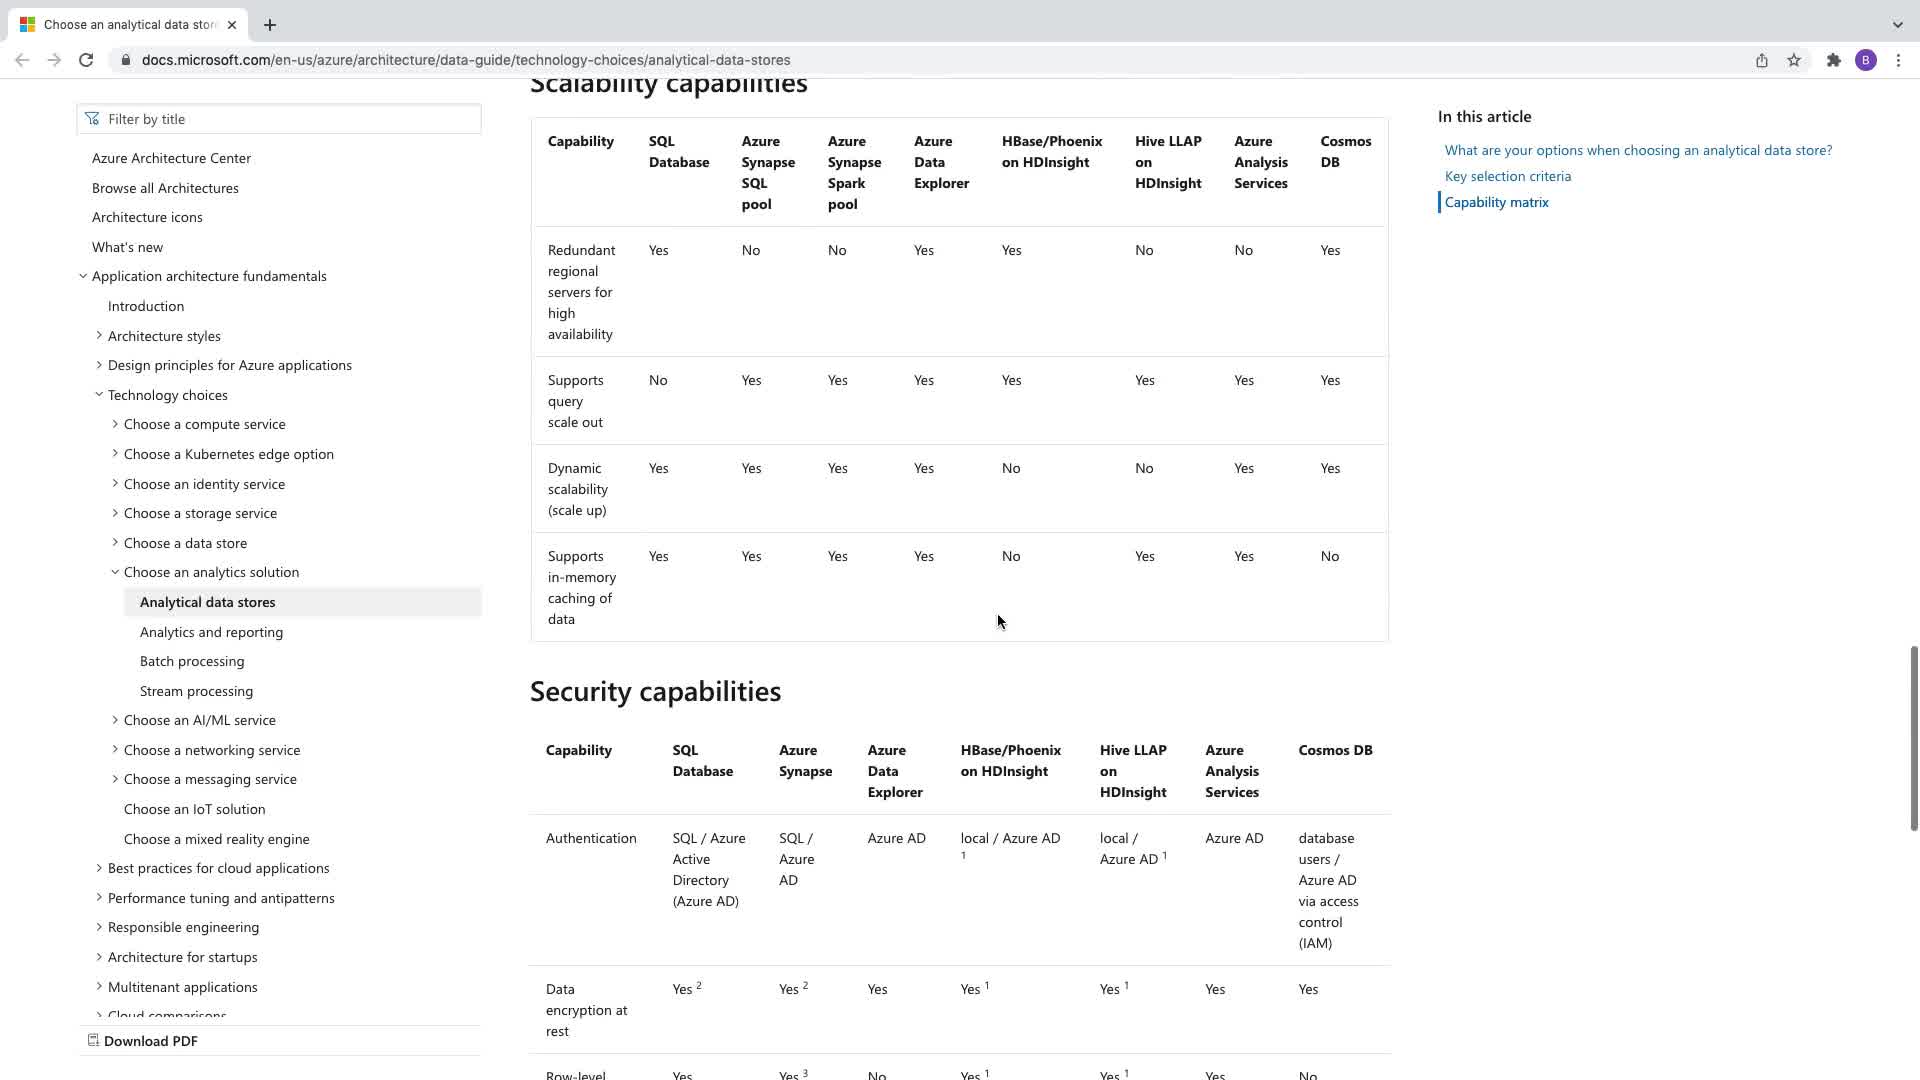 Choose an analytical data stor
docs.microsoft.com/en-us/azure/architecture/data-guide/technology-choices/analytical-data-stores
B
Filter by title
Azure Architecture Center
Browse all Architectures
Architecture icons
What's new
Application architecture fundamentals
Introduction
Architecture styles
Design principles for Azure applications
Technology choices
Choose a compute service
Choose a Kubernetes edge option
Choose an identity service
Choose a storage service
Choose a data store
Choose an analytics solution
Analytical data stores
Analytics and reporting
Batch processing
Stream processing
Choose an AI/ML service
Choose a networking service
Choose a messaging service
Choose an IoT solution
Choose a mixed reality engine
Best practices for cloud applications
Performance tuning and antipatterns
Responsible engineering
Architecture for startups
Multitenant applications
Cloud comparisons
Download PDF
Scalability capabilities
Capability SQL Azure Azure Azure HBase/Phoenix Hive LLAP Azure Cosmos
Database Synapse Synapse Data on HDInsight on Analysis DB
SQL Spark Explorer HDInsight Services
pool pool
Redundant Yes No No Yes Yes No No Yes
regional
servers for
high
availability
Supports No Yes Yes Yes Yes Yes Yes Yes
query
scale out
Dynamic Yes Yes Yes Yes No No Yes Yes
scalability
(scale up)
Supports Yes Yes Yes Yes No Yes Yes No
in-memory
caching of
data
Security capabilities
Capability SQL Azure Azure HBase/Phoenix Hive LLAP Azure Cosmos DB
Database Synapse Data on HDInsight on Analysis
Explorer HDInsight Services
Authentication SQL / Azure SQL / Azure AD local / Azure AD local / Azure AD database
Active Azure 1 Azure AD 1 users /
Directory AD Azure AD
(Azure AD) via access
control
(IAM)
Data Yes 2 Yes 2 Yes Yes 1 Yes 1 Yes Yes
encryption at
rest
Row-level Yes Yes 3 No Yes 1 Yes 1 Yes No
In this article
What are your options when choosing an analytical data store?
Key selection criteria
Capability matrix